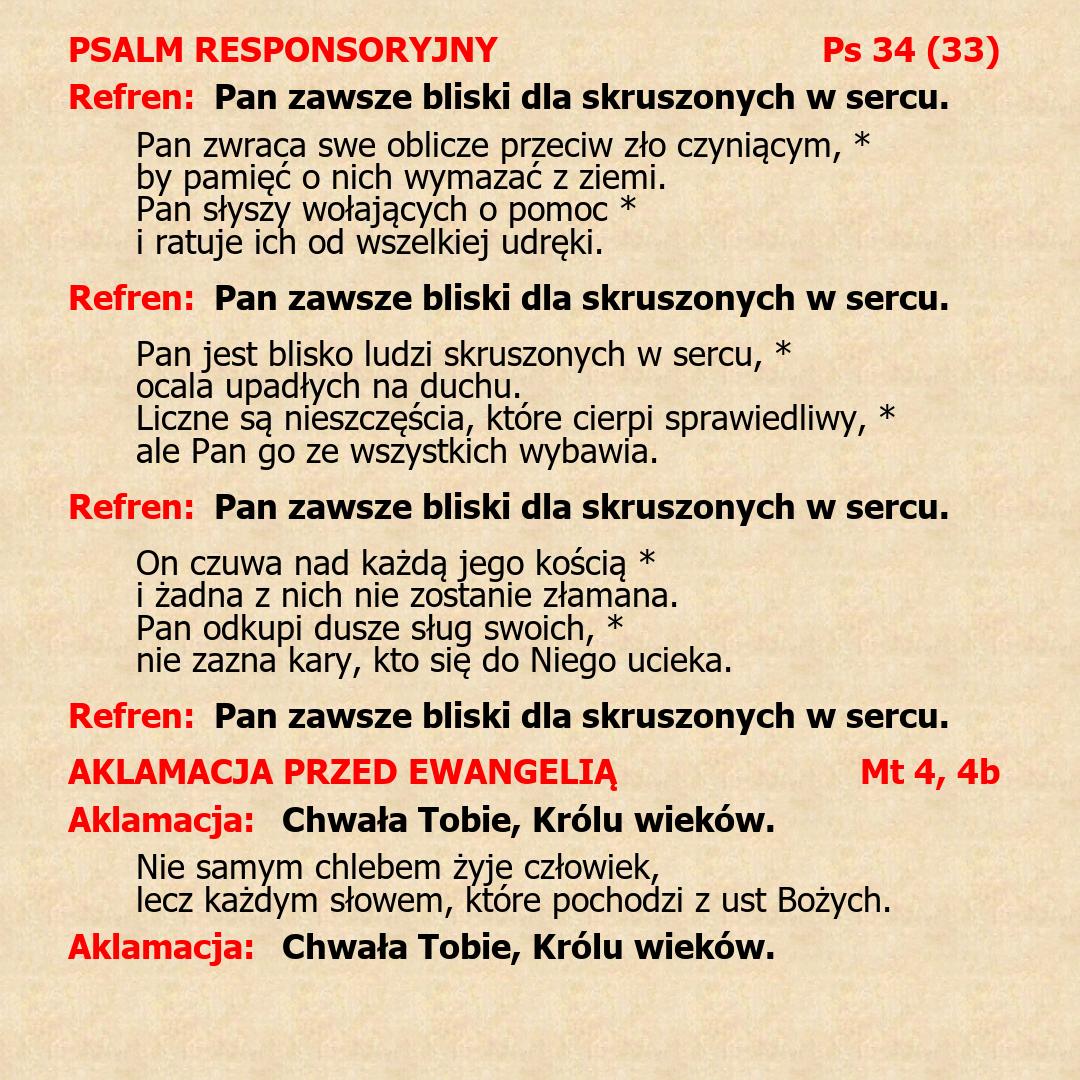 PSALM RESPONSORYJNY Ps 34 (33)
Refren: Pan zawsze bliski dla skruszonych w sercu.
Pan zwraca swe oblicze przeciw zło czyniącym, *
by pamięć o nich wymazać z ziemi.
Pan słyszy wołających o pomoc *
i ratuje ich od wszelkiej udręki.
Refren: Pan zawsze bliski dla skruszonych w sercu.
Pan jest blisko ludzi skruszonych w sercu, *
ocala upadłych na duchu.
Liczne są nieszczęścia, które cierpi sprawiedliwy, *
ale Pan go ze wszystkich wybawia.
Refren: Pan zawsze bliski dla skruszonych w sercu.
On czuwa nad każdą jego kością *
i żadna z nich nie zostanie złamana.
Pan odkupi dusze sług swoich, *
nie zazna kary, kto się do Niego ucieka.
Refren: Pan zawsze bliski dla skruszonych w sercu.
AKLAMACJA PRZED EWANGELIĄ Mt 4, 4b
Aklamacja: Chwała Tobie, Królu wieków.
Nie samym chlebem żyje człowiek,
lecz każdym słowem, które pochodzi z ust Bożych.
Aklamacja: Chwała Tobie, Królu wieków.